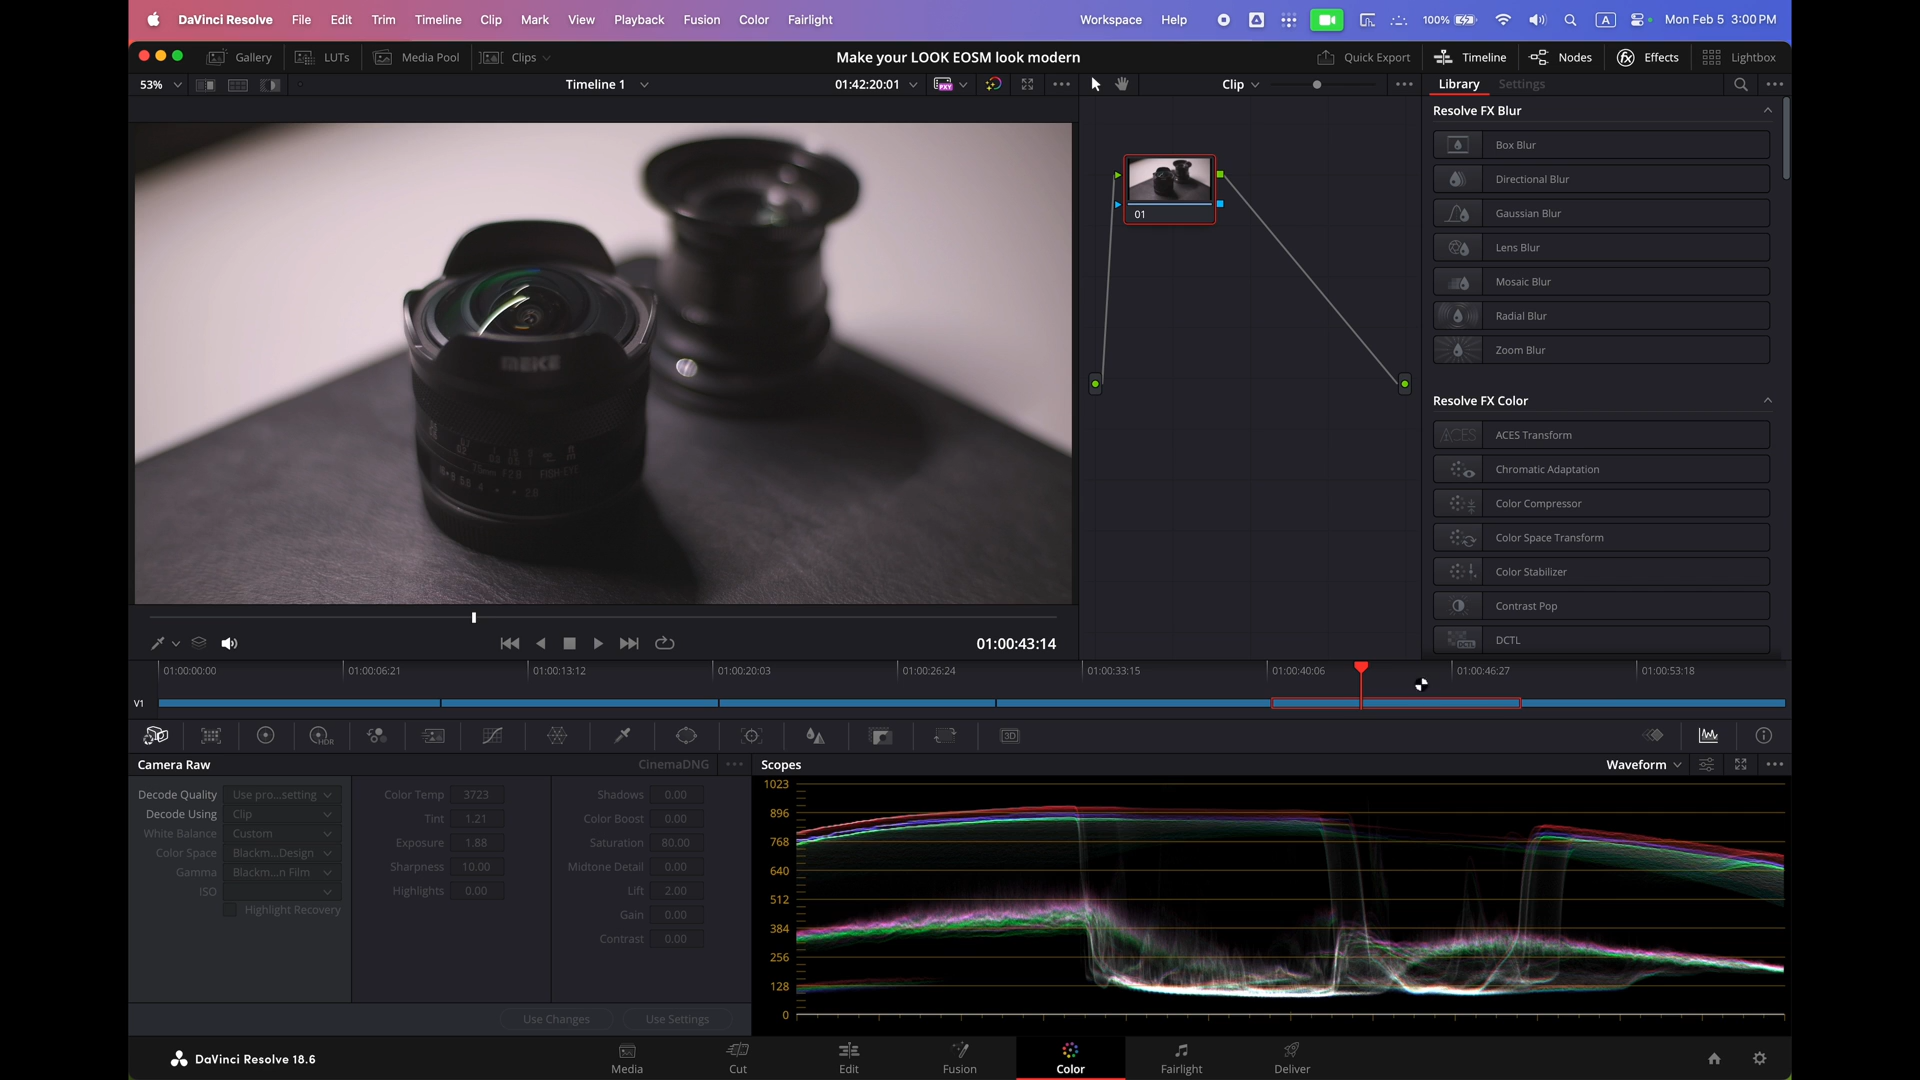 DaVinci Resolve File Edit Trim Timeline Clip Mark View Playback Fusion Color Fairlight Workspace Help 100% A Mon Feb 5 3:00 PM
Gallery LUTs Media Pool Clips Make your LOOK EOSM look modern Quick Export Timeline Nodes Effects Lightbox
53% Timeline 1 01:42:20:01 PXY Clip Library Settings
Resolve FX Blur
Box Blur
Directional Blur
Gaussian Blur
Lens Blur
Mosaic Blur
Radial Blur
Zoom Blur
Resolve FX Color
ACES ACES Transform
Chromatic Adaptation
Color Compressor
Color Space Transform
Color Stabilizer
Contrast Pop
DCTL DCTL
01
MEIKE
FISH-EYE
01:00:43:14
01:00:00:00 01:00:06:21 01:00:13:12 01:00:20:03 01:00:26:24 01:00:33:15 01:00:40:06 01:00:46:27 01:00:53:18
V1
HDR 3D
Camera Raw CinemaDNG
Decode Quality Use pro...setting
Decode Using Clip
White Balance Custom
Color Space Blackm...Design
Gamma Blackm...n Film
ISO
Highlight Recovery
Color Temp 3723
Tint 1.21
Exposure 1.88
Sharpness 10.00
Highlights 0.00
Shadows 0.00
Color Boost 0.00
Saturation 80.00
Midtone Detail 0.00
Lift 2.00
Gain 0.00
Contrast 0.00
Use Changes Use Settings
Scopes Waveform
1023
896
768
640
512
384
256
128
0
DaVinci Resolve 18.6 Media Cut Edit Fusion Color Fairlight Deliver